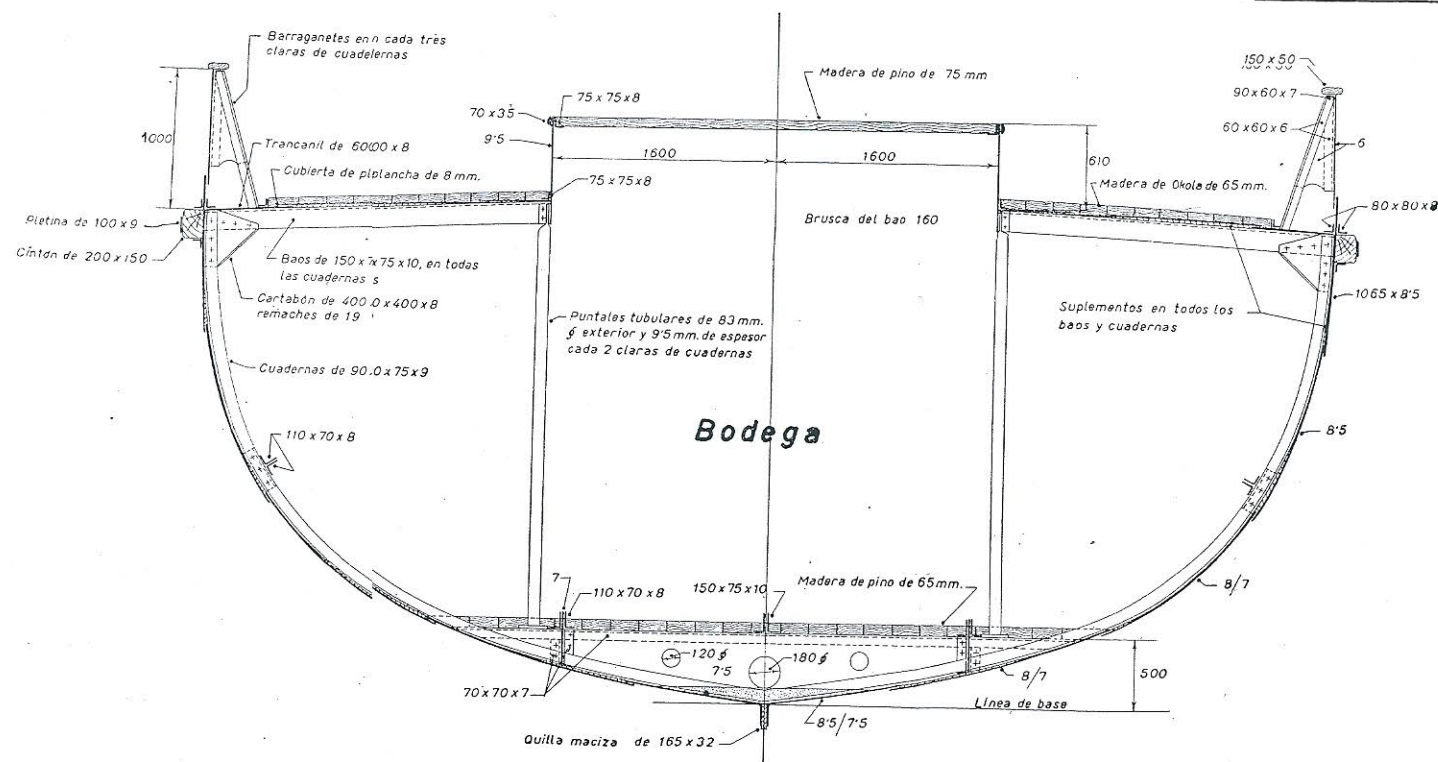 Barraganetes en n cada tres
claras de cuadelernas
150 x 50
Madera de pino de 75 mm
90 x 60 x 7
75 x 75 x 8
70 x 35
60 x 60 x 6
1000
9'5
6
1600
1600
610
Trancanil de 60000 x 8
Cubierta de plplancha de 8 mm.
75 x 75 x 8
Madera de Okola de 65 mm.
Pletina de 100 x 9
Brusca del bao 160
80 x 80 x 8
Cintón de 200 x 150
Baos de 150 x 7x 75 x 10, en todas
las cuadernas s
Cartabón de 400.0 x 400 x 8
remaches de 19
1065 x 8'5
Suplementos en todos los
baos y cuadernas
Puntales tubulares de 83 mm.
ϕ exterior y 9'5 mm. de espesor
cada 2 claras de cuadernas
Cuadernas de 90.0 x 75 x 9
Bodega
8'5
110 x 70 x 8
7
110 x 70 x 8
150 x 75 x 10
Madera de pino de 65 mm.
8/7
120 ϕ
7'5
180 ϕ
70 x 70 x 7
8/7
500
Línea de base
8'5/7'5
Quilla maciza de 165 x 32